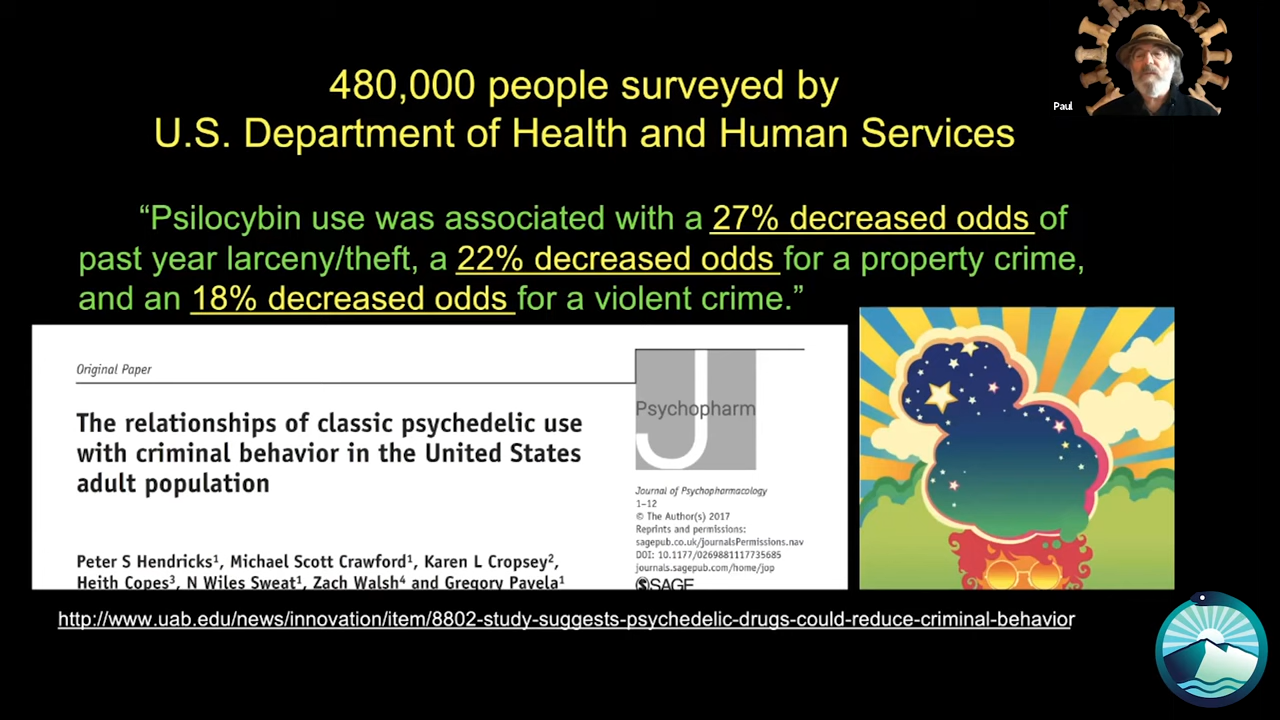 480,000 people surveyed by
U.S. Department of Health and Human Services
Paul
“Psilocybin use was associated with a 27% decreased odds of
past year larceny/theft, a 22% decreased odds for a property crime,
and an 18% decreased odds for a violent crime.”
Original Paper
The relationships of classic psychedelic use
with criminal behavior in the United States
adult population
Peter S Hendricks¹, Michael Scott Crawford¹, Karen L Cropsey²,
Heith Copes³, N Wiles Sweat¹, Zach Walsh⁴ and Gregory Pavela¹
J
Psychopharm
Journal of Psychopharmacology
1–12
© The Author(s) 2017
Reprints and permissions:
sagepub.co.uk/journalsPermissions.nav
DOI: 10.1177/0269881117735685
journals.sagepub.com/home/jop
SAGE
http://www.uab.edu/news/innovation/item/8802-study-suggests-psychedelic-drugs-could-reduce-criminal-behavior